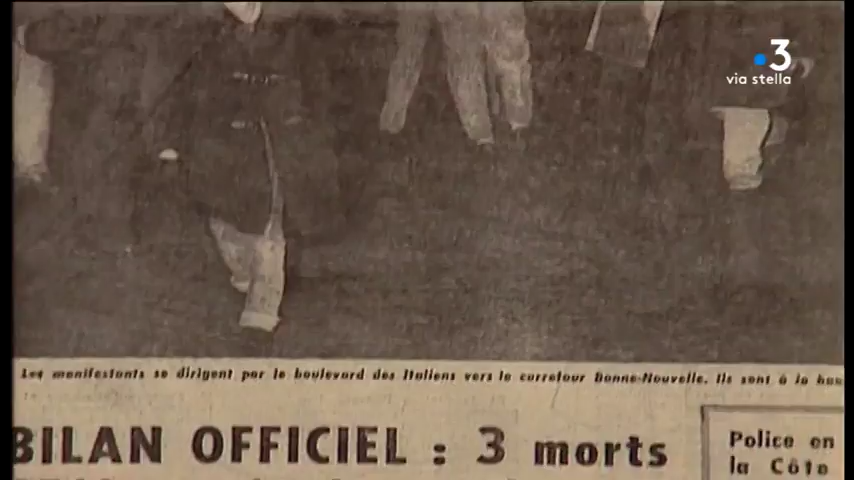 3
via stella
Les manifestants se dirigent par le boulevard des Italiens vers le carrefour Bonne-Nouvelle. Ils sont à la
BILAN OFFICIEL : 3 morts
Police en
la Côte